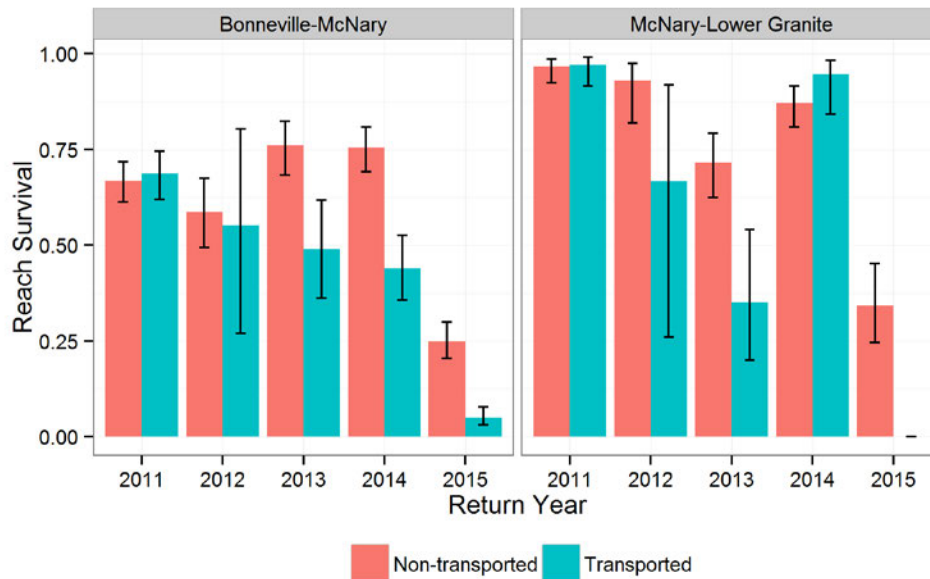 Bonneville-McNary
McNary-Lower Granite
Reach Survival
1.00
0.75
0.50
0.25
0.00
2011 2012 2013 2014 2015
2011 2012 2013 2014 2015
Return Year
Non-transported
Transported